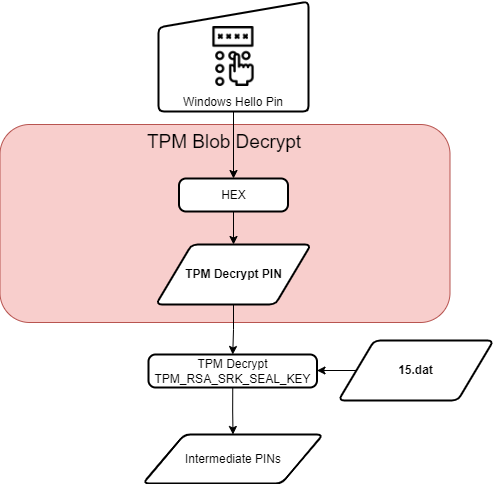 ****
Windows Hello Pin
TPM Blob Decrypt
HEX
TPM Decrypt PIN
TPM Decrypt
TPM_RSA_SRK_SEAL_KEY
15.dat
Intermediate PINs